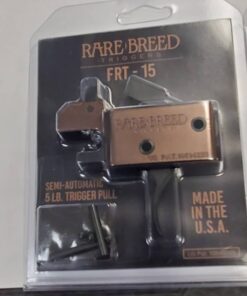 RARE BREED
TRIGGERS
FRT - 15
RARE BREED
SEMI-AUTOMATIC
5 LB. TRIGGER PULL
MADE
IN THE
U.S.A.